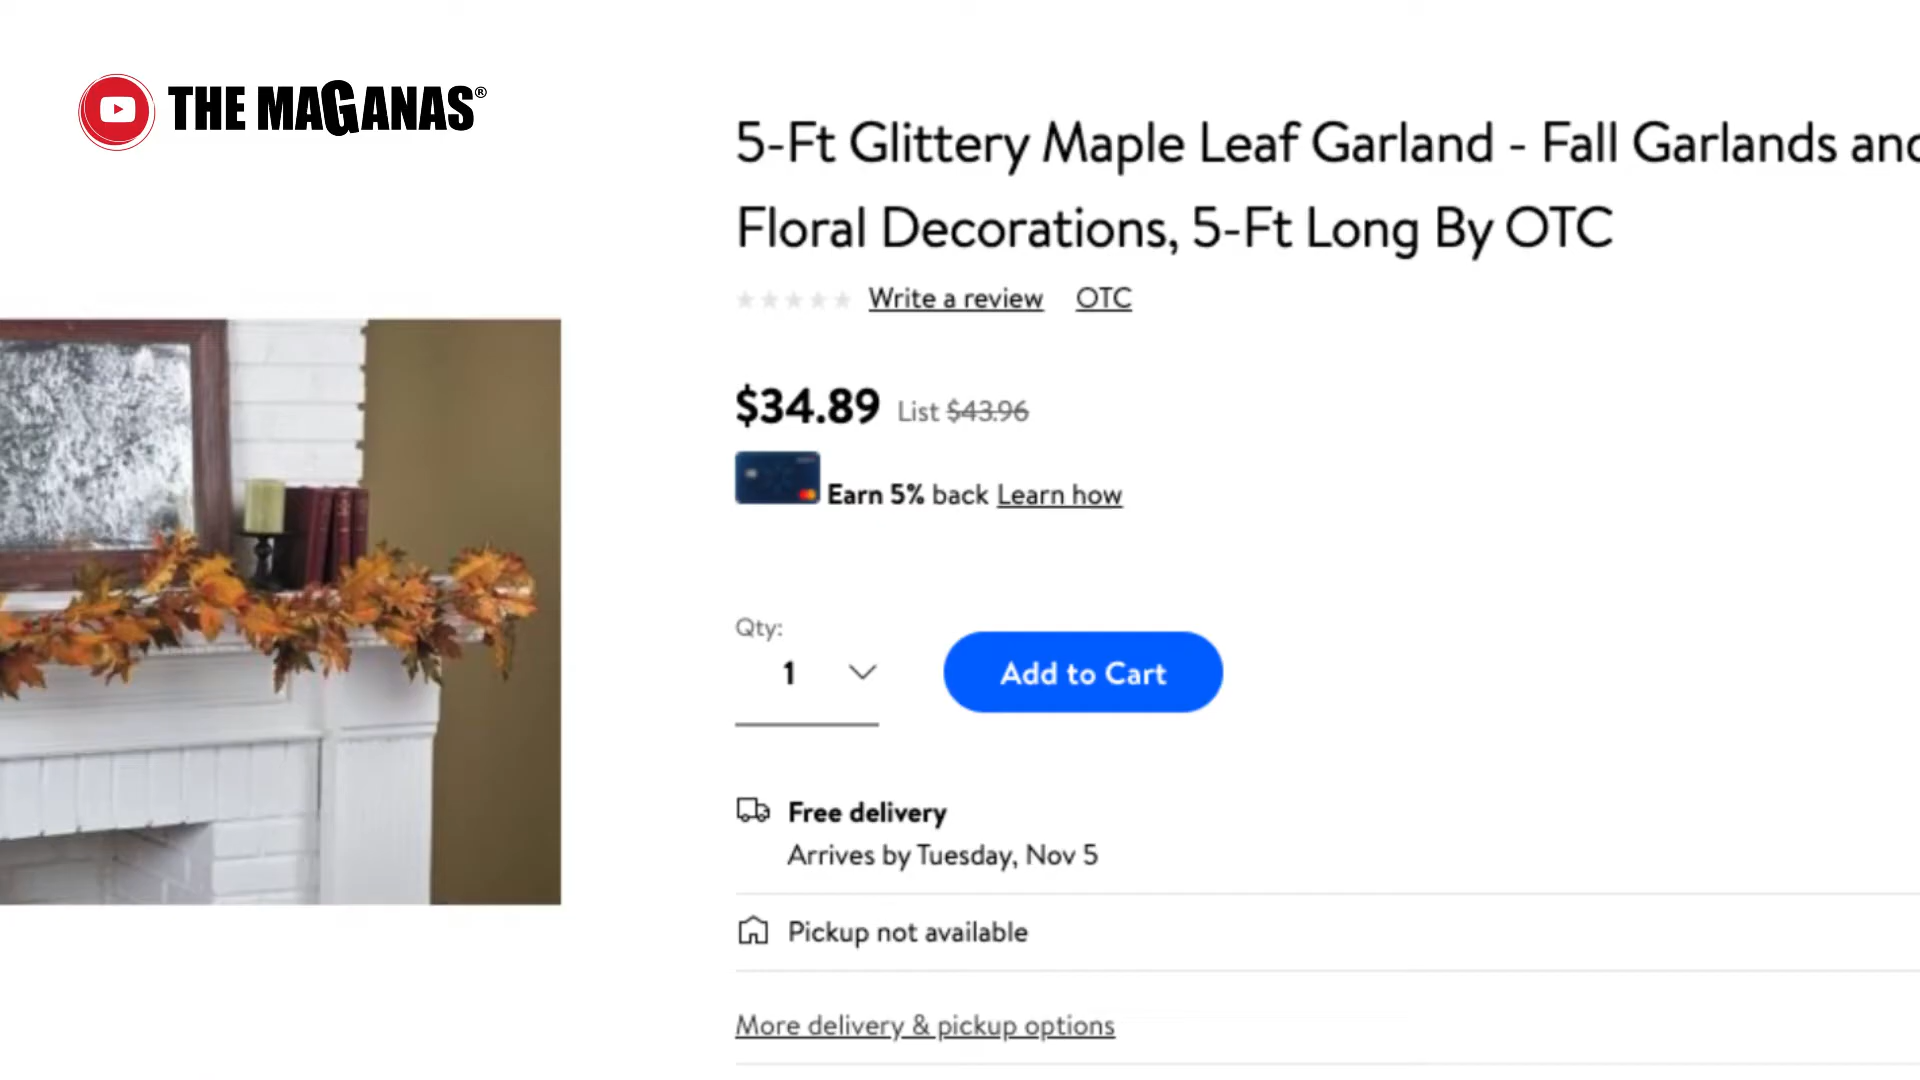 THE MAGANAS®
5-Ft Glittery Maple Leaf Garland - Fall Garlands and
Floral Decorations, 5-Ft Long By OTC
Write a review OTC
$34.89 List $43.96
Earn 5% back Learn how
Qty:
1
Add to Cart
Free delivery
Arrives by Tuesday, Nov 5
Pickup not available
More delivery & pickup options